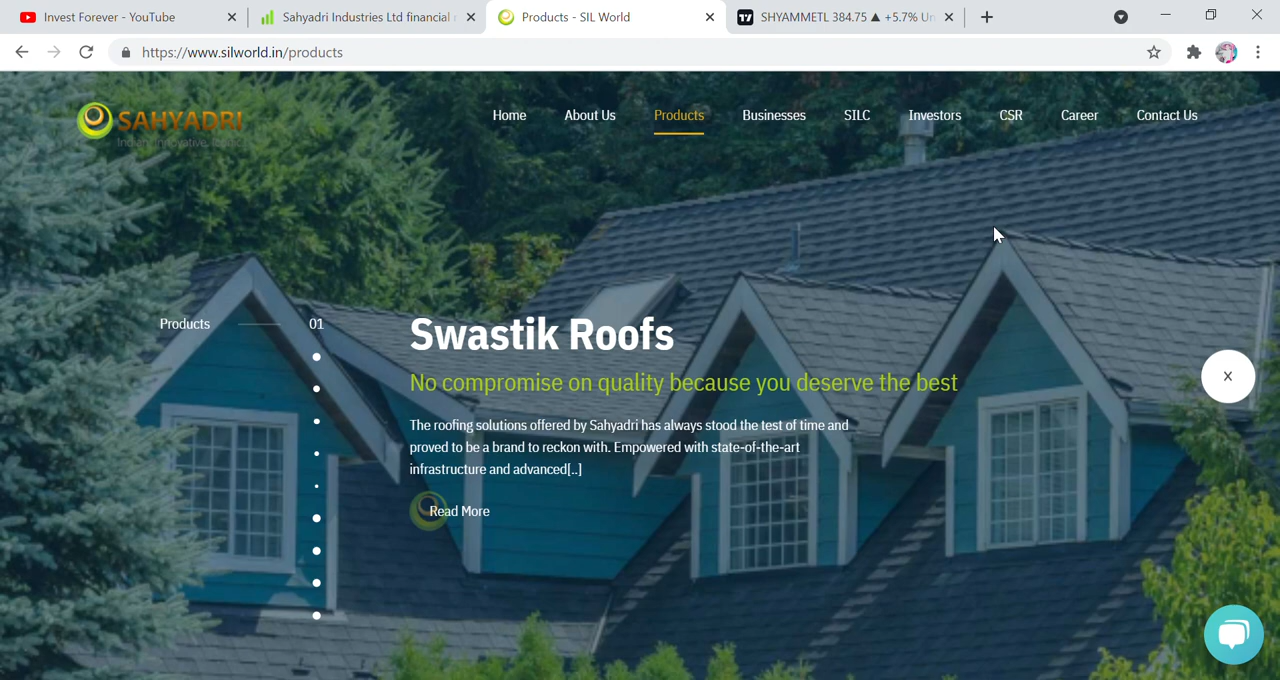 Invest Forever - YouTube
Sahyadri Industries Ltd financial
Products - SIL World
SHYAMMETL 384.75 ▲ +5.7% Un
https://www.silworld.in/products
SAHYADRI
Home
About Us
Products
Businesses
SILC
Investors
CSR
Career
Contact Us
Products
01
Swastik Roofs
No compromise on quality because you deserve the best
The roofing solutions offered by Sahyadri has always stood the test of time and
proved to be a brand to reckon with. Empowered with state-of-the-art
infrastructure and advanced[..]
Read More